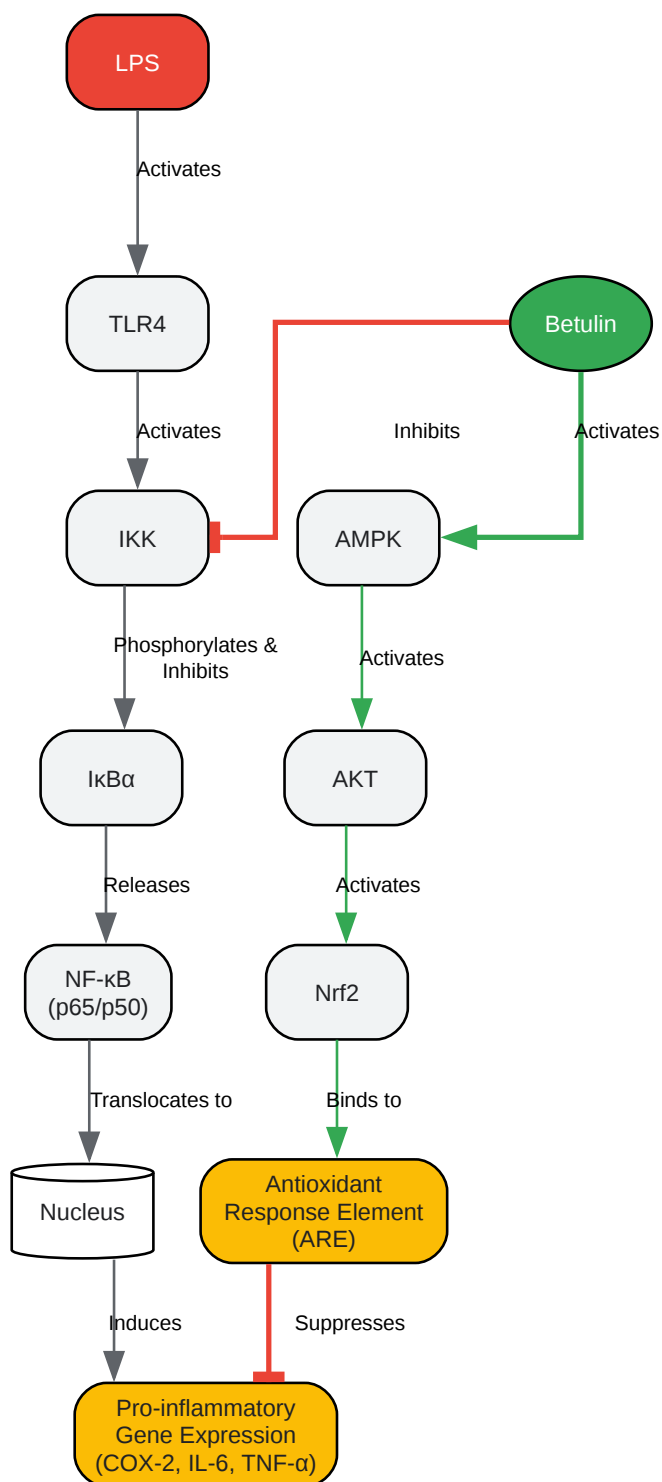 LPS
Activates
TLR4
Betulin
Activates
Inhibits
Activates
IKK
AMPK
Phosphorylates &
Inhibits
Activates
IκBα
AKT
Releases
Activates
NF-κB
(p65/p50)
Nrf2
Translocates to
Binds to
Nucleus
Antioxidant
Response Element
(ARE)
Induces
Suppresses
Pro-inflammatory
Gene Expression
(COX-2, IL-6, TNF-α)